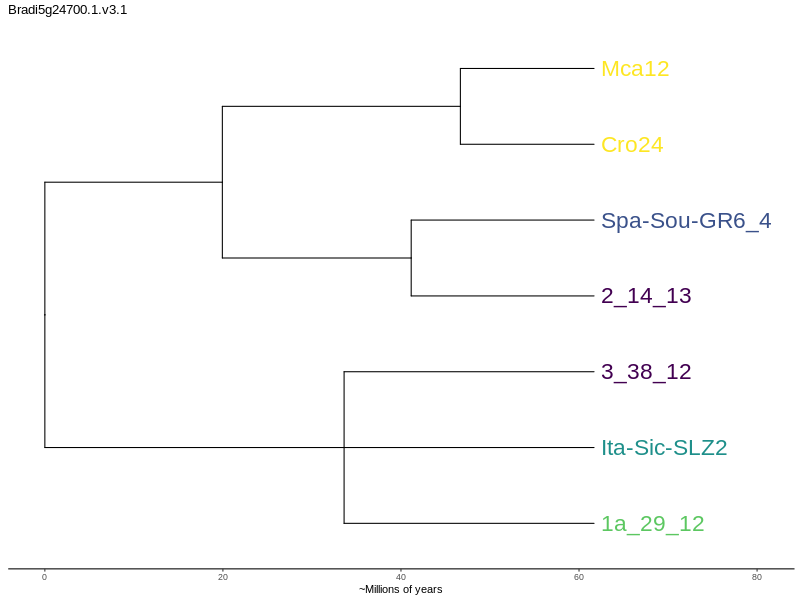 Bradi5g24700.1.v3.1
Mca12
Cro24
Spa-Sou-GR6_4
2_14_13
3_38_12
Ita-Sic-SLZ2
1a_29_12
0 20 40 60 80
~Millions of years